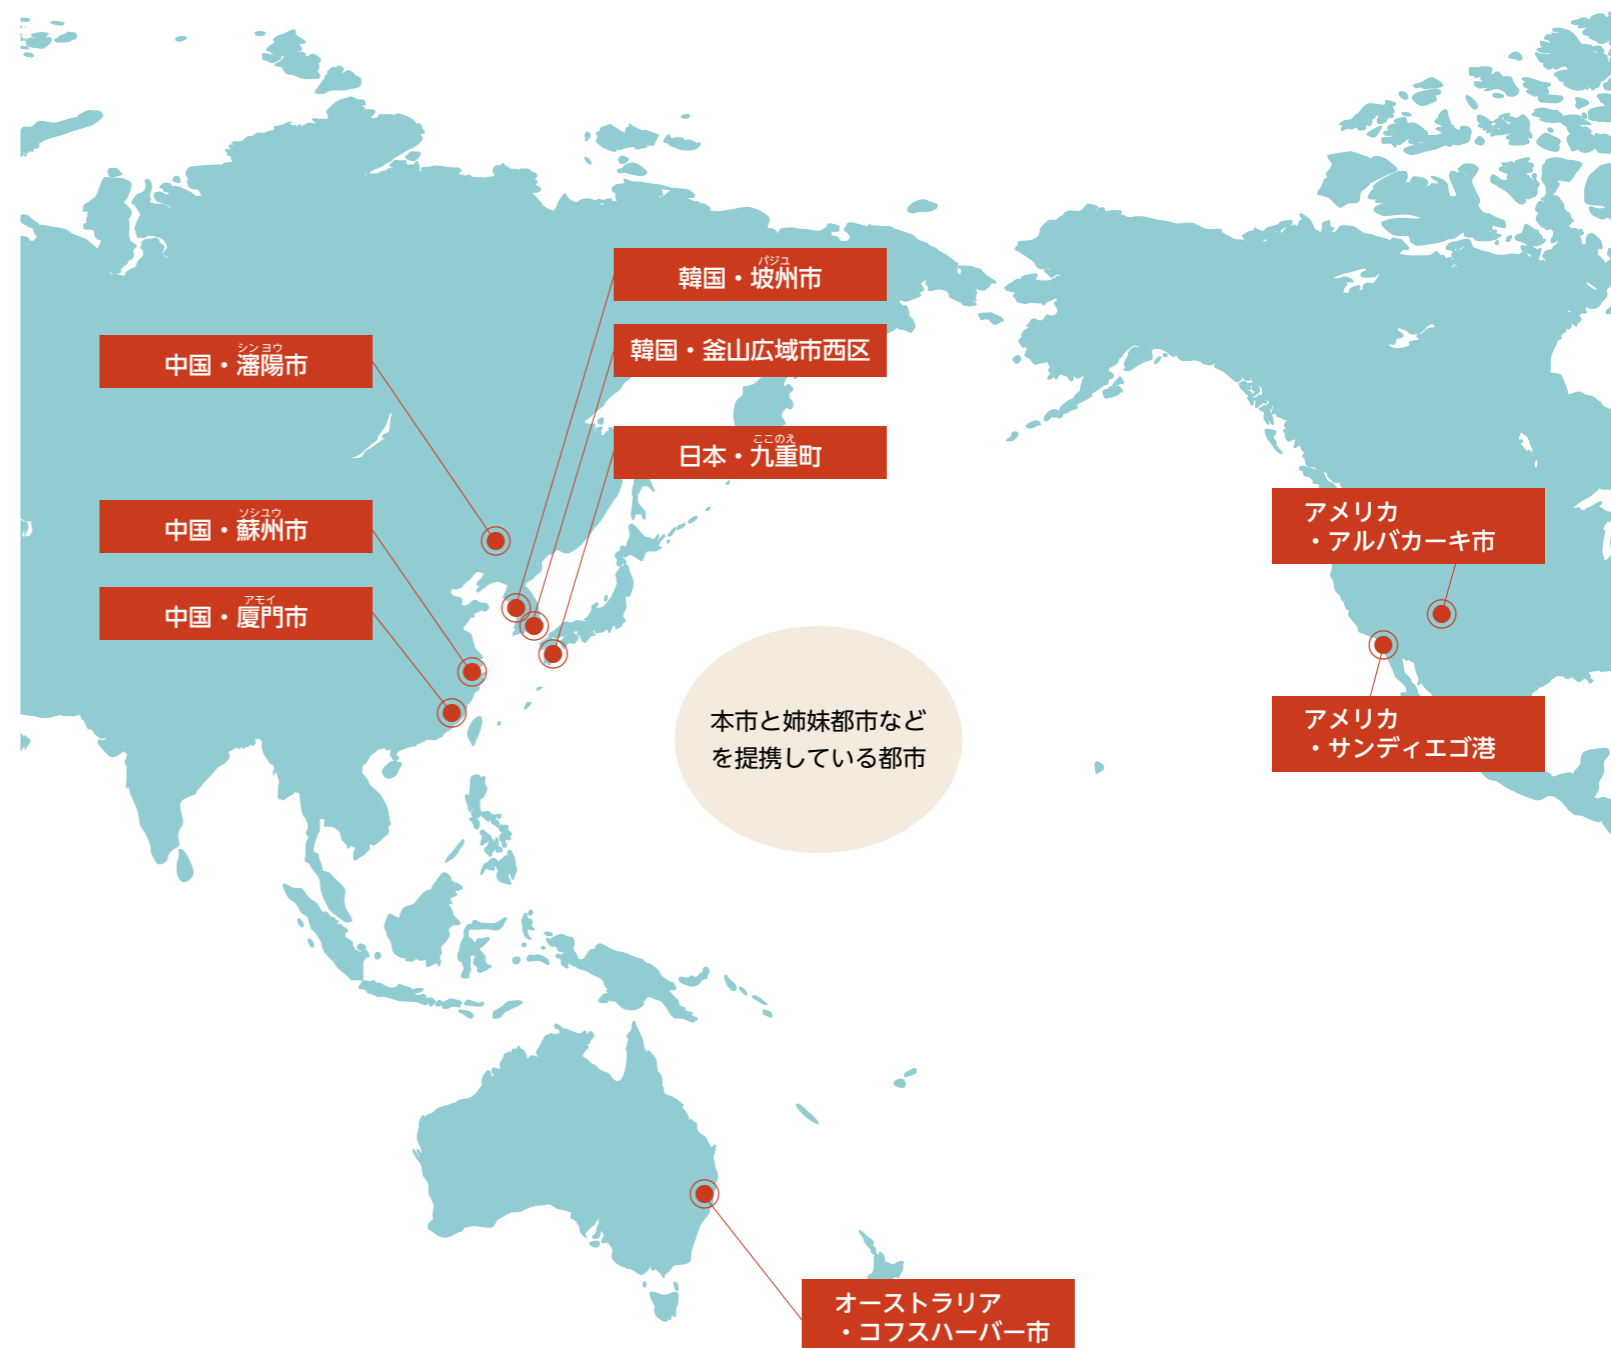 パジユ
韓国・坡州市
韓国・釜山広域市西区
ここのえ
日本・九重町
シンヨウ
中国・瀋陽市
ソシユウ
中国・蘇州市
アモイ
中国・厦門市
アメリカ
・アルバカーキ市
アメリカ
・サンディエゴ港
本市と姉妹都市など
を提携している都市
オーストラリア
・コフスハーバー市